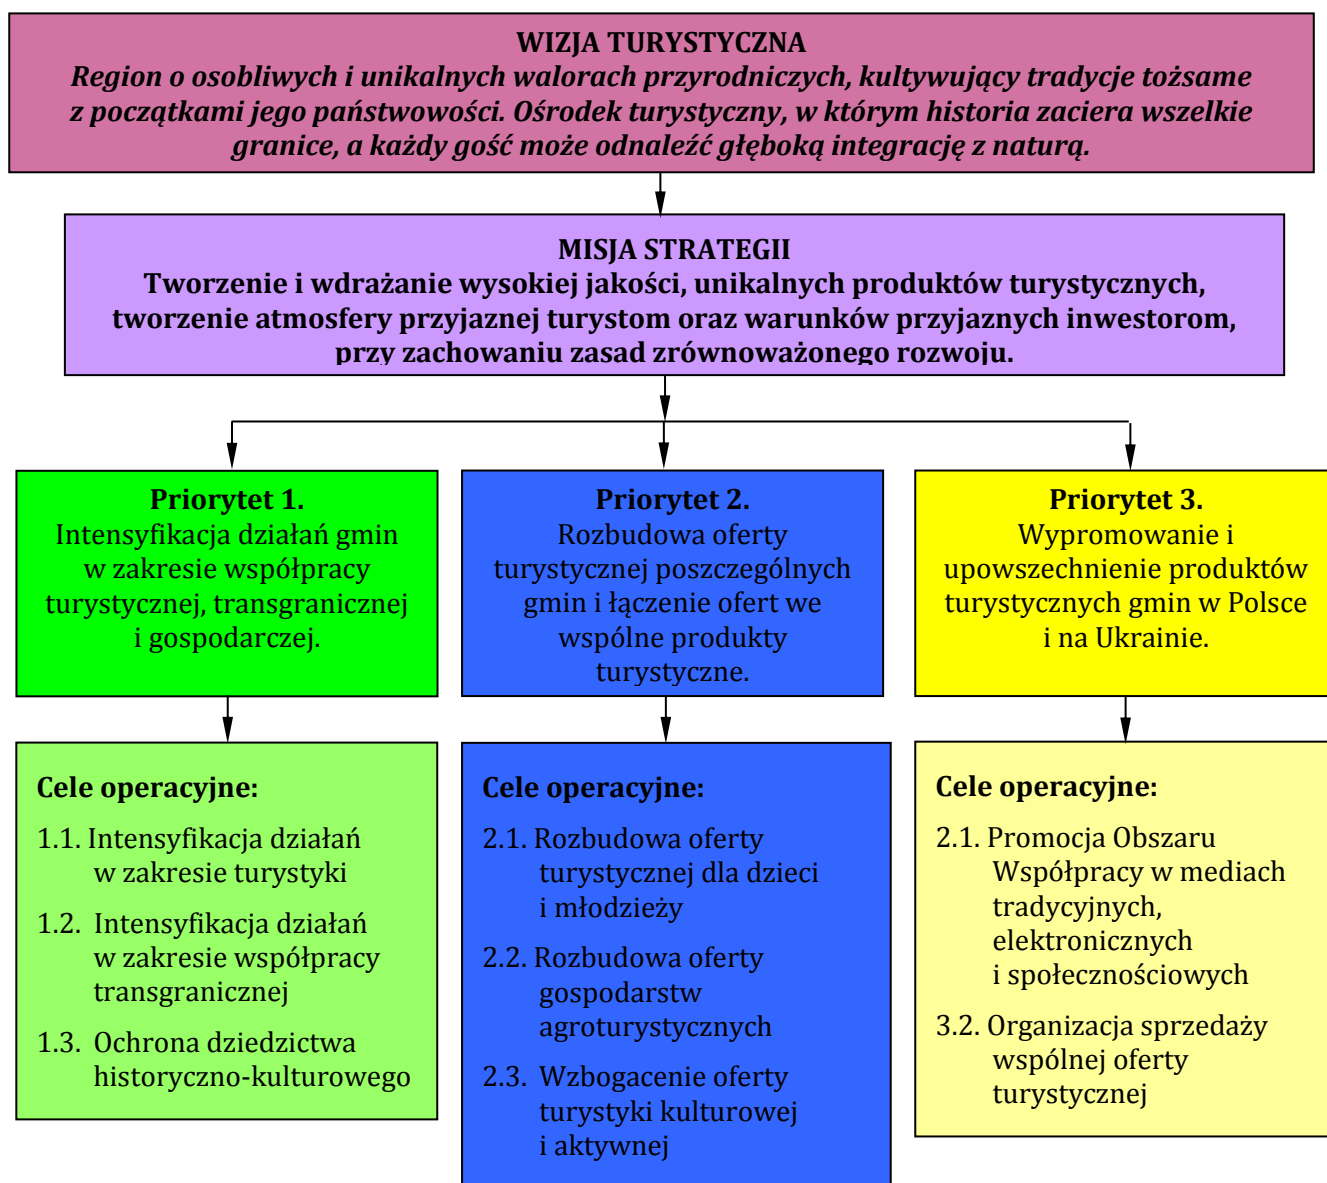 WIZJA TURYSTYCZNA
Region o osobliwych i unikalnych walorach przyrodniczych, kultywujący tradycje tożsame
z początkami jego państwowości. Ośrodek turystyczny, w którym historia zaciera wszelkie
granice, a każdy gość może odnaleźć głęboką integrację z naturą.
MISJA STRATEGII
Tworzenie i wdrażanie wysokiej jakości, unikalnych produktów turystycznych,
tworzenie atmosfery przyjaznej turystom oraz warunków przyjaznych inwestorom,
przy zachowaniu zasad zrównoważonego rozwoju.
Priorytet 1.
Intensyfikacja działań gmin
w zakresie współpracy
turystycznej, transgranicznej
i gospodarczej.
Priorytet 2.
Rozbudowa oferty
turystycznej poszczególnych
gmin i łączenie ofert we
wspólne produkty
turystyczne.
Priorytet 3.
Wypromowanie i
upowszechnienie produktów
turystycznych gmin w Polsce
i na Ukrainie.
Cele operacyjne:
1.1. Intensyfikacja działań
w zakresie turystyki
1.2. Intensyfikacja działań
w zakresie współpracy
transgranicznej
1.3. Ochrona dziedzictwa
historyczno-kulturowego
Cele operacyjne:
2.1. Rozbudowa oferty
turystycznej dla dzieci
i młodzieży
2.2. Rozbudowa oferty
gospodarstw
agroturystycznych
2.3. Wzbogacenie oferty
turystyki kulturowej
i aktywnej
Cele operacyjne:
2.1. Promocja Obszaru
Współpracy w mediach
tradycyjnych,
elektronicznych
i społecznościowych
3.2. Organizacja sprzedaży
wspólnej oferty
turystycznej